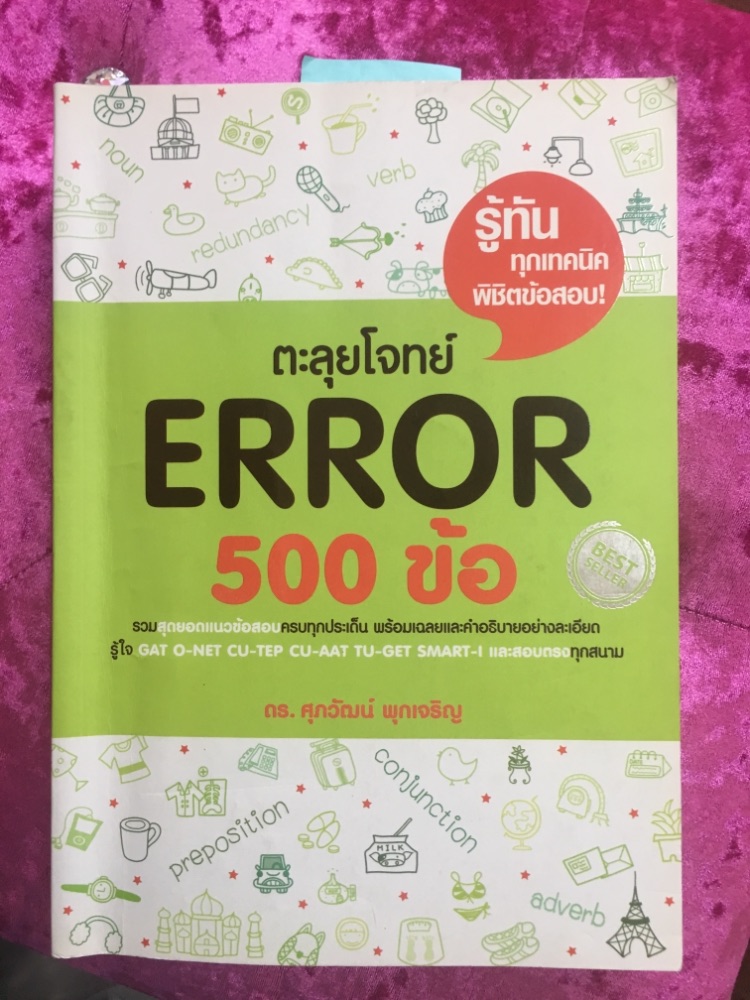 noun
verb
redundancy
รู้ทัน
ทุกเทคนิค
พิชิตข้อสอบ!
ตะลุยโจทย์
ERROR
500 ข้อ
BEST
SELLER
รวมสุดยอดแนวข้อสอบครบทุกประเด็น พร้อมเฉลยและคำอธิบายอย่างละเอียด
รู้ใจ GAT O-NET CU-TEP CU-AAT TU-GET SMART-I และสอบตรงทุกสนาม
ดร. ศุภวัฒน์ พุกเจริญ
conjunction
preposition
MILK
adverb